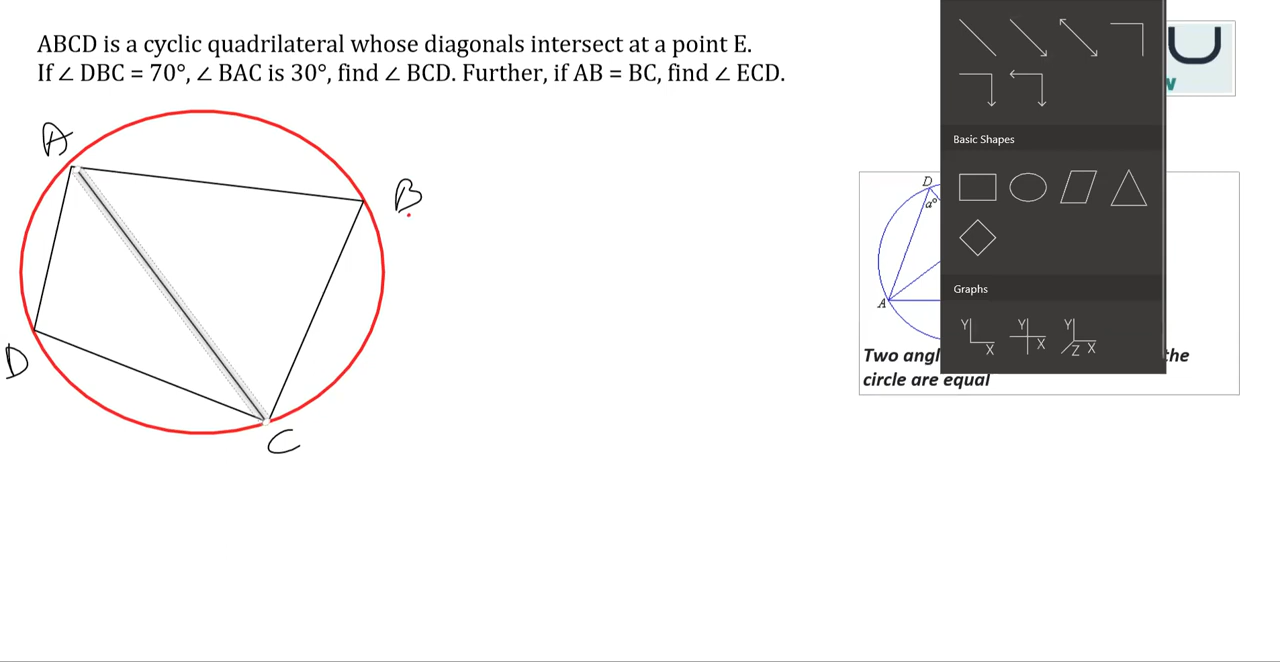 ABCD is a cyclic quadrilateral whose diagonals intersect at a point E.
If ∠ DBC = 70°, ∠ BAC is 30°, find ∠ BCD. Further, if AB = BC, find ∠ ECD.
A
B
D
C
U
D
a°
A
Two
the
circle are equal
Basic Shapes
Graphs
Y
X
Y
X
Y
Z
X